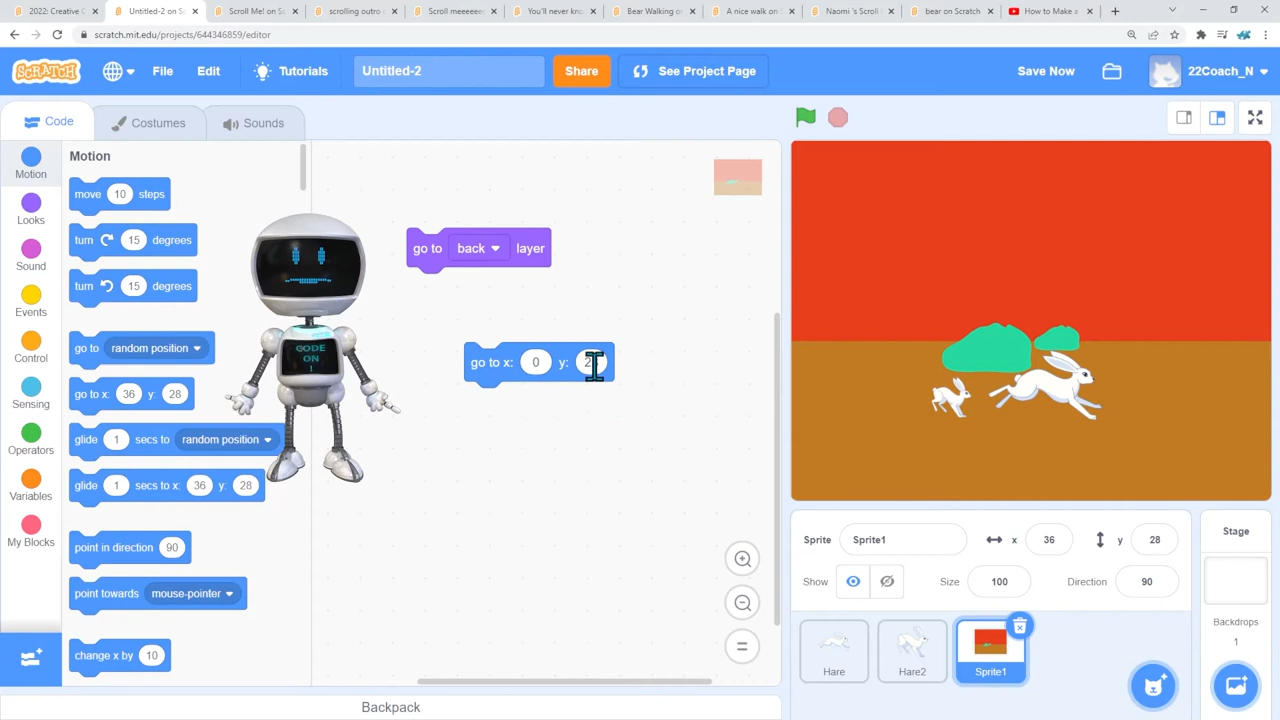 2022: Creative C
Untitled-2 on S
Scroll Me! on Sc
scrolling outro c
Scroll meeeeee
You'll never kno
Bear Walking on
A nice walk on S
Naomi 's Scroll
bear on Scratch
How to Make a
scratch.mit.edu/projects/644346859/editor
SCRATCH
File
Edit
Tutorials
Untitled-2
Share
See Project Page
Save Now
22Coach_N
Code
Costumes
Sounds
Motion
Looks
Sound
Events
Control
Sensing
Operators
Variables
My Blocks
Motion
move 10 steps
turn 15 degrees
turn 15 degrees
go to random position
go to x: 36 y: 28
glide 1 secs to random position
glide 1 secs to x: 36 y: 28
point in direction 90
point towards mouse-pointer
change x by 10
CODE
ON
!
go to back layer
go to x: 0 y: 2
Backpack
Sprite Sprite1 x 36 y 28
Show Size 100 Direction 90
Hare
Hare2
Sprite1
Stage
Backdrops
1